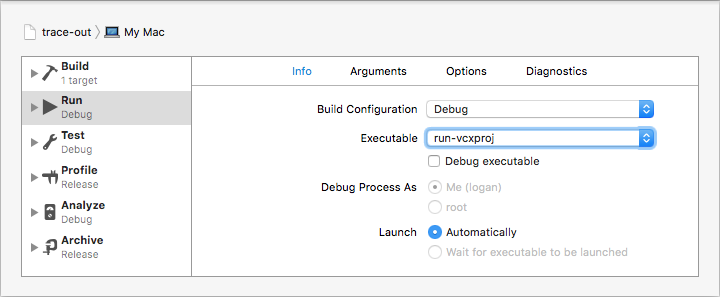 trace-out 〉 My Mac
Build
1 target
Run
Debug
Test
Debug
Profile
Release
Analyze
Debug
Archive
Release
Info Arguments Options Diagnostics
Build Configuration Debug
Executable run-vcxproj
Debug executable
Debug Process As Me (logan)
root
Launch Automatically
Wait for executable to be launched